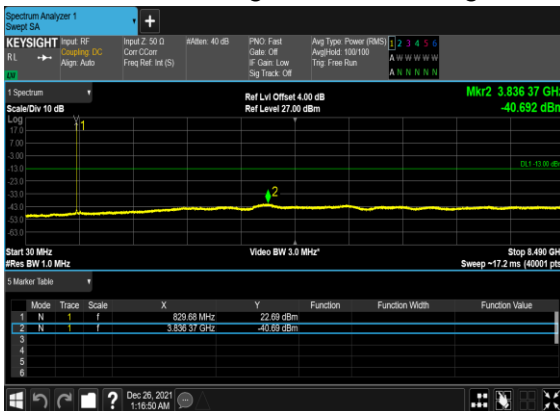 Spectrum Analyzer 1
Swept SA
+
KEYSIGHT
RL
LV
Input: RF
Coupling: DC
Align: Auto
Input Z: 50 Ω
Corr CCorr
Freq Ref: Int (S)
#Atten: 40 dB
PNO: Fast
Gate: Off
IF Gain: Low
Sig Track: Off
Avg Type: Power (RMS)
Avg|Hold: 100/100
Trig: Free Run
1 2 3 4 5 6
A W W W W W
A N N N N N
1 Spectrum
Scale/Div 10 dB
Ref Lvl Offset 4.00 dB
Ref Level 27.00 dBm
Mkr2 3.836 37 GHz
-40.692 dBm
Log
17.0
7.00
-3.00
-13.0
-23.0
-33.0
-43.0
-53.0
-63.0
1
DL1 -13.00 dBm
2
Start 30 MHz
#Res BW 1.0 MHz
Video BW 3.0 MHz*
Stop 8.490 GHz
Sweep ~17.2 ms (40001 pts)
5 Marker Table
Mode Trace Scale X Y Function Function Width Function Value
1 N 1 f 829.68 MHz 22.69 dBm
2 N 1 f 3.836 37 GHz -40.69 dBm
3
4
5
6
?
Dec 26, 2021
1:16:50 AM